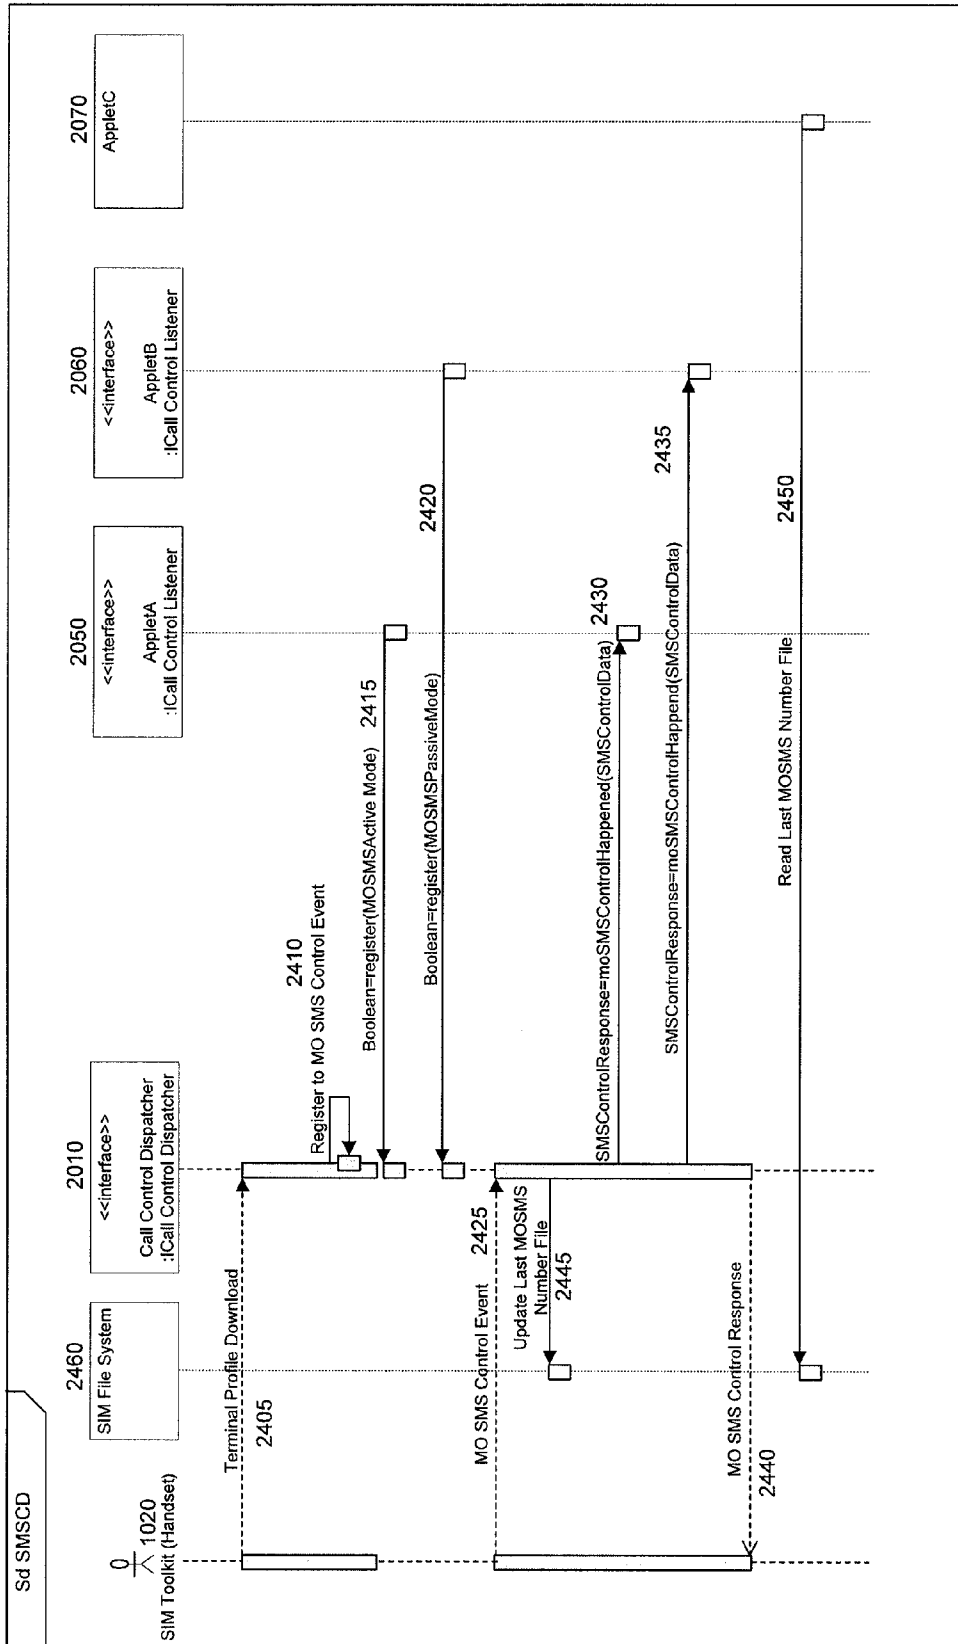 Sd SMSCD
1020
SIM Toolkit (Handset)
2460
SIM File System
2010
<<interface>>
Call Control Dispatcher
:ICall Control Dispatcher
2050
<<interface>>
AppletA
:ICall Control Listener
2060
<<interface>>
AppletB
:ICall Control Listener
2070
AppletC
Terminal Profile Download
2405
2410
Register to MO SMS Control Event
Boolean=register(MOSMSActive Mode)
2415
Boolean=register(MOSMSPassiveMode)
2420
MO SMS Control Event
2425
Update Last MOSMS
Number File
2445
SMSControlResponse=moSMSControlHappened(SMSControlData)
2430
SMSControlResponse=moSMSControlHappend(SMSControlData)
2435
MO SMS Control Response
2440
Read Last MOSMS Number File
2450